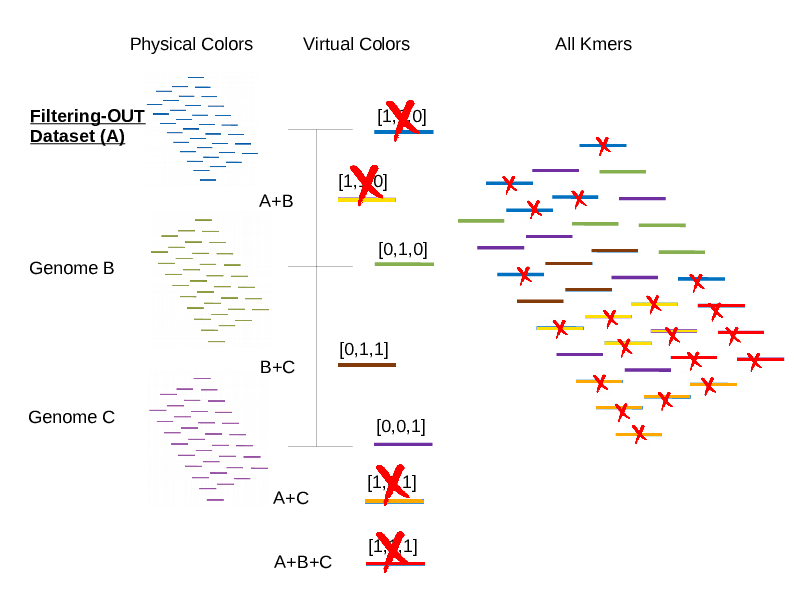 Physical Colors
Virtual Colors
All Kmers
Filtering-OUT
Dataset (A)
A+B
[0,1,0]
Genome B
[0,1,1]
B+C
Genome C
[0,0,1]
A+C
A+B+C